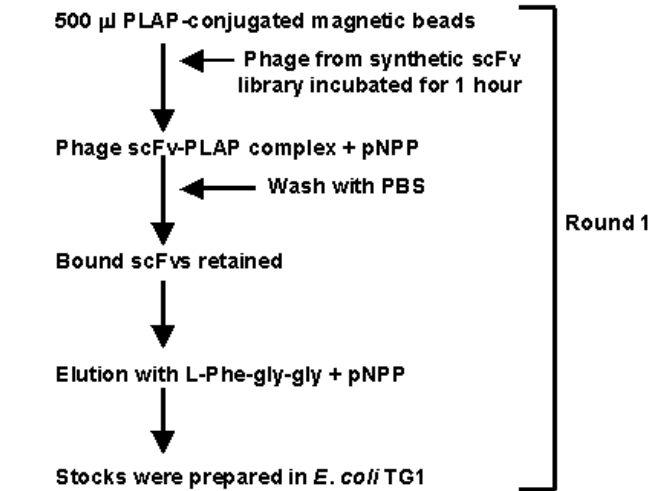 500 µl PLAP-conjugated magnetic beads
Phage from synthetic scFv
library incubated for 1 hour
Phage scFv-PLAP complex + pNPP
Wash with PBS
Round 1
Bound scFvs retained
Elution with L-Phe-gly-gly + pNPP
Stocks were prepared in E. coli TG1